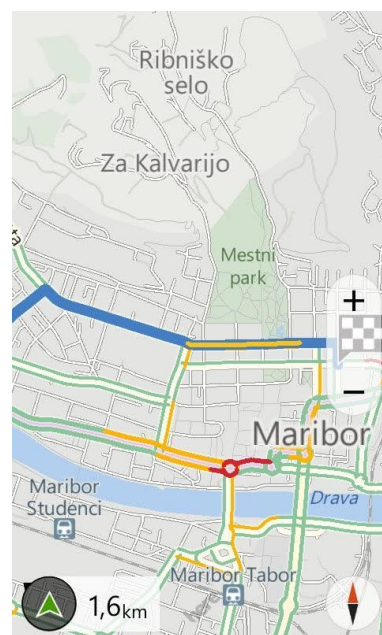 Ribniško
selo
Za Kalvarijo
Mestni
park
+
−
Maribor
Maribor
Studenci
Drava
Maribor Tabor
1,6km